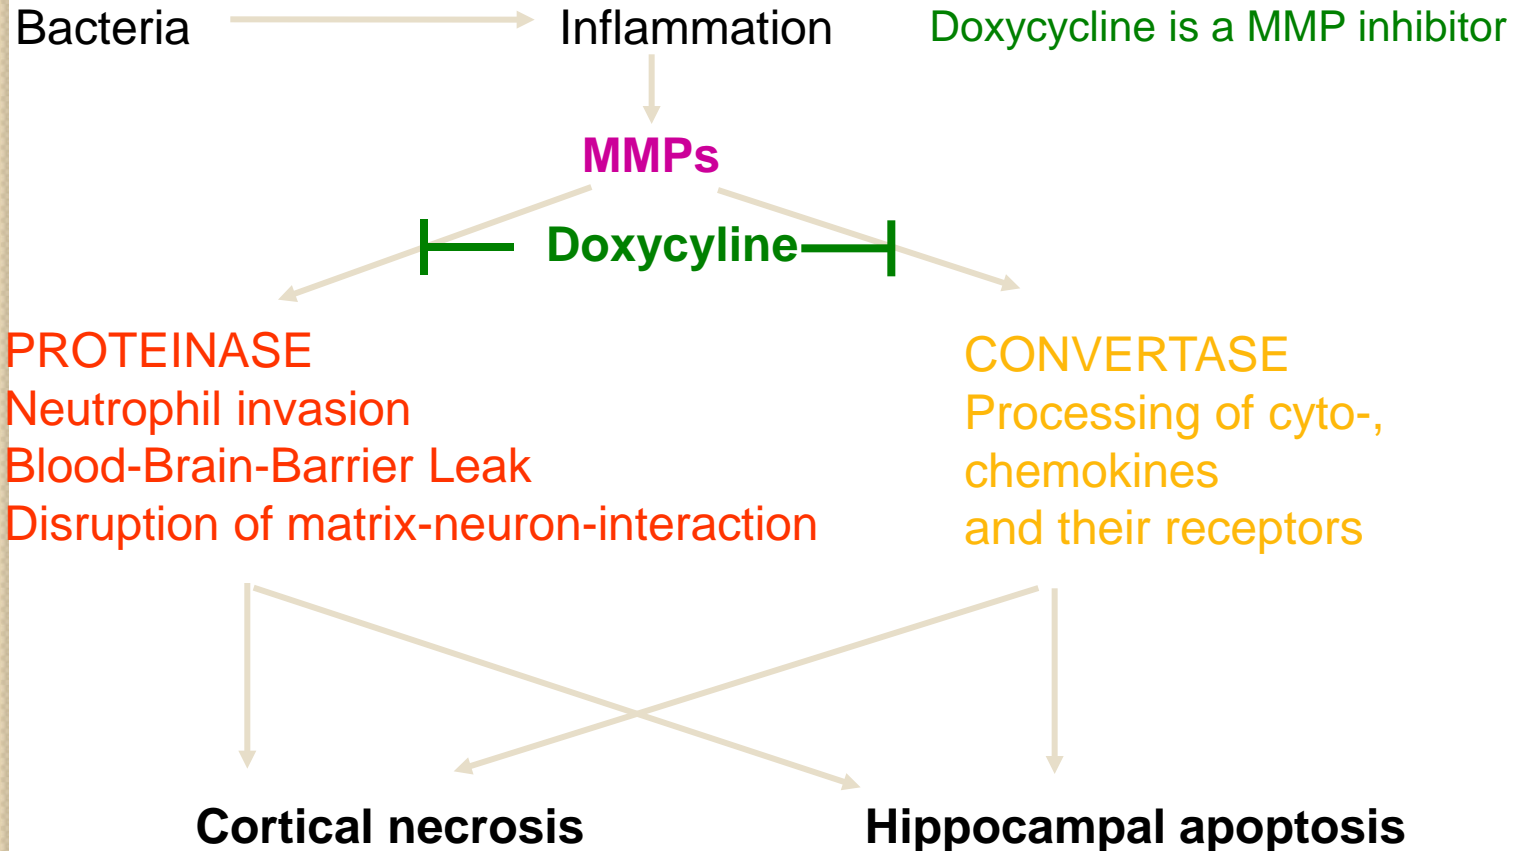 Bacteria
Inflammation
Doxycycline is a MMP inhibitor
MMPs
Doxycyline
PROTEINASE
Neutrophil invasion
Blood-Brain-Barrier Leak
Disruption of matrix-neuron-interaction
CONVERTASE
Processing of cyto-,
chemokines
and their receptors
Cortical necrosis
Hippocampal apoptosis